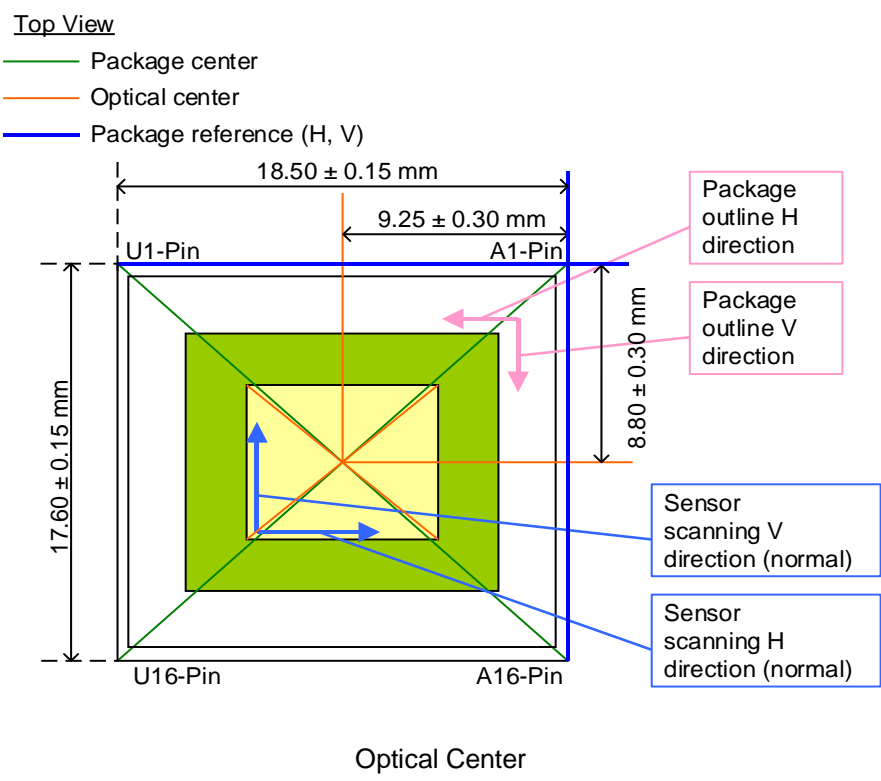 Top View
Package center
Optical center
Package reference (H, V)
18.50 ± 0.15 mm
9.25 ± 0.30 mm
U1-Pin
A1-Pin
Package
outline H
direction
Package
outline V
direction
8.80 ± 0.30 mm
17.60 ± 0.15 mm
Sensor
scanning V
direction (normal)
Sensor
scanning H
direction (normal)
U16-Pin
A16-Pin
Optical Center